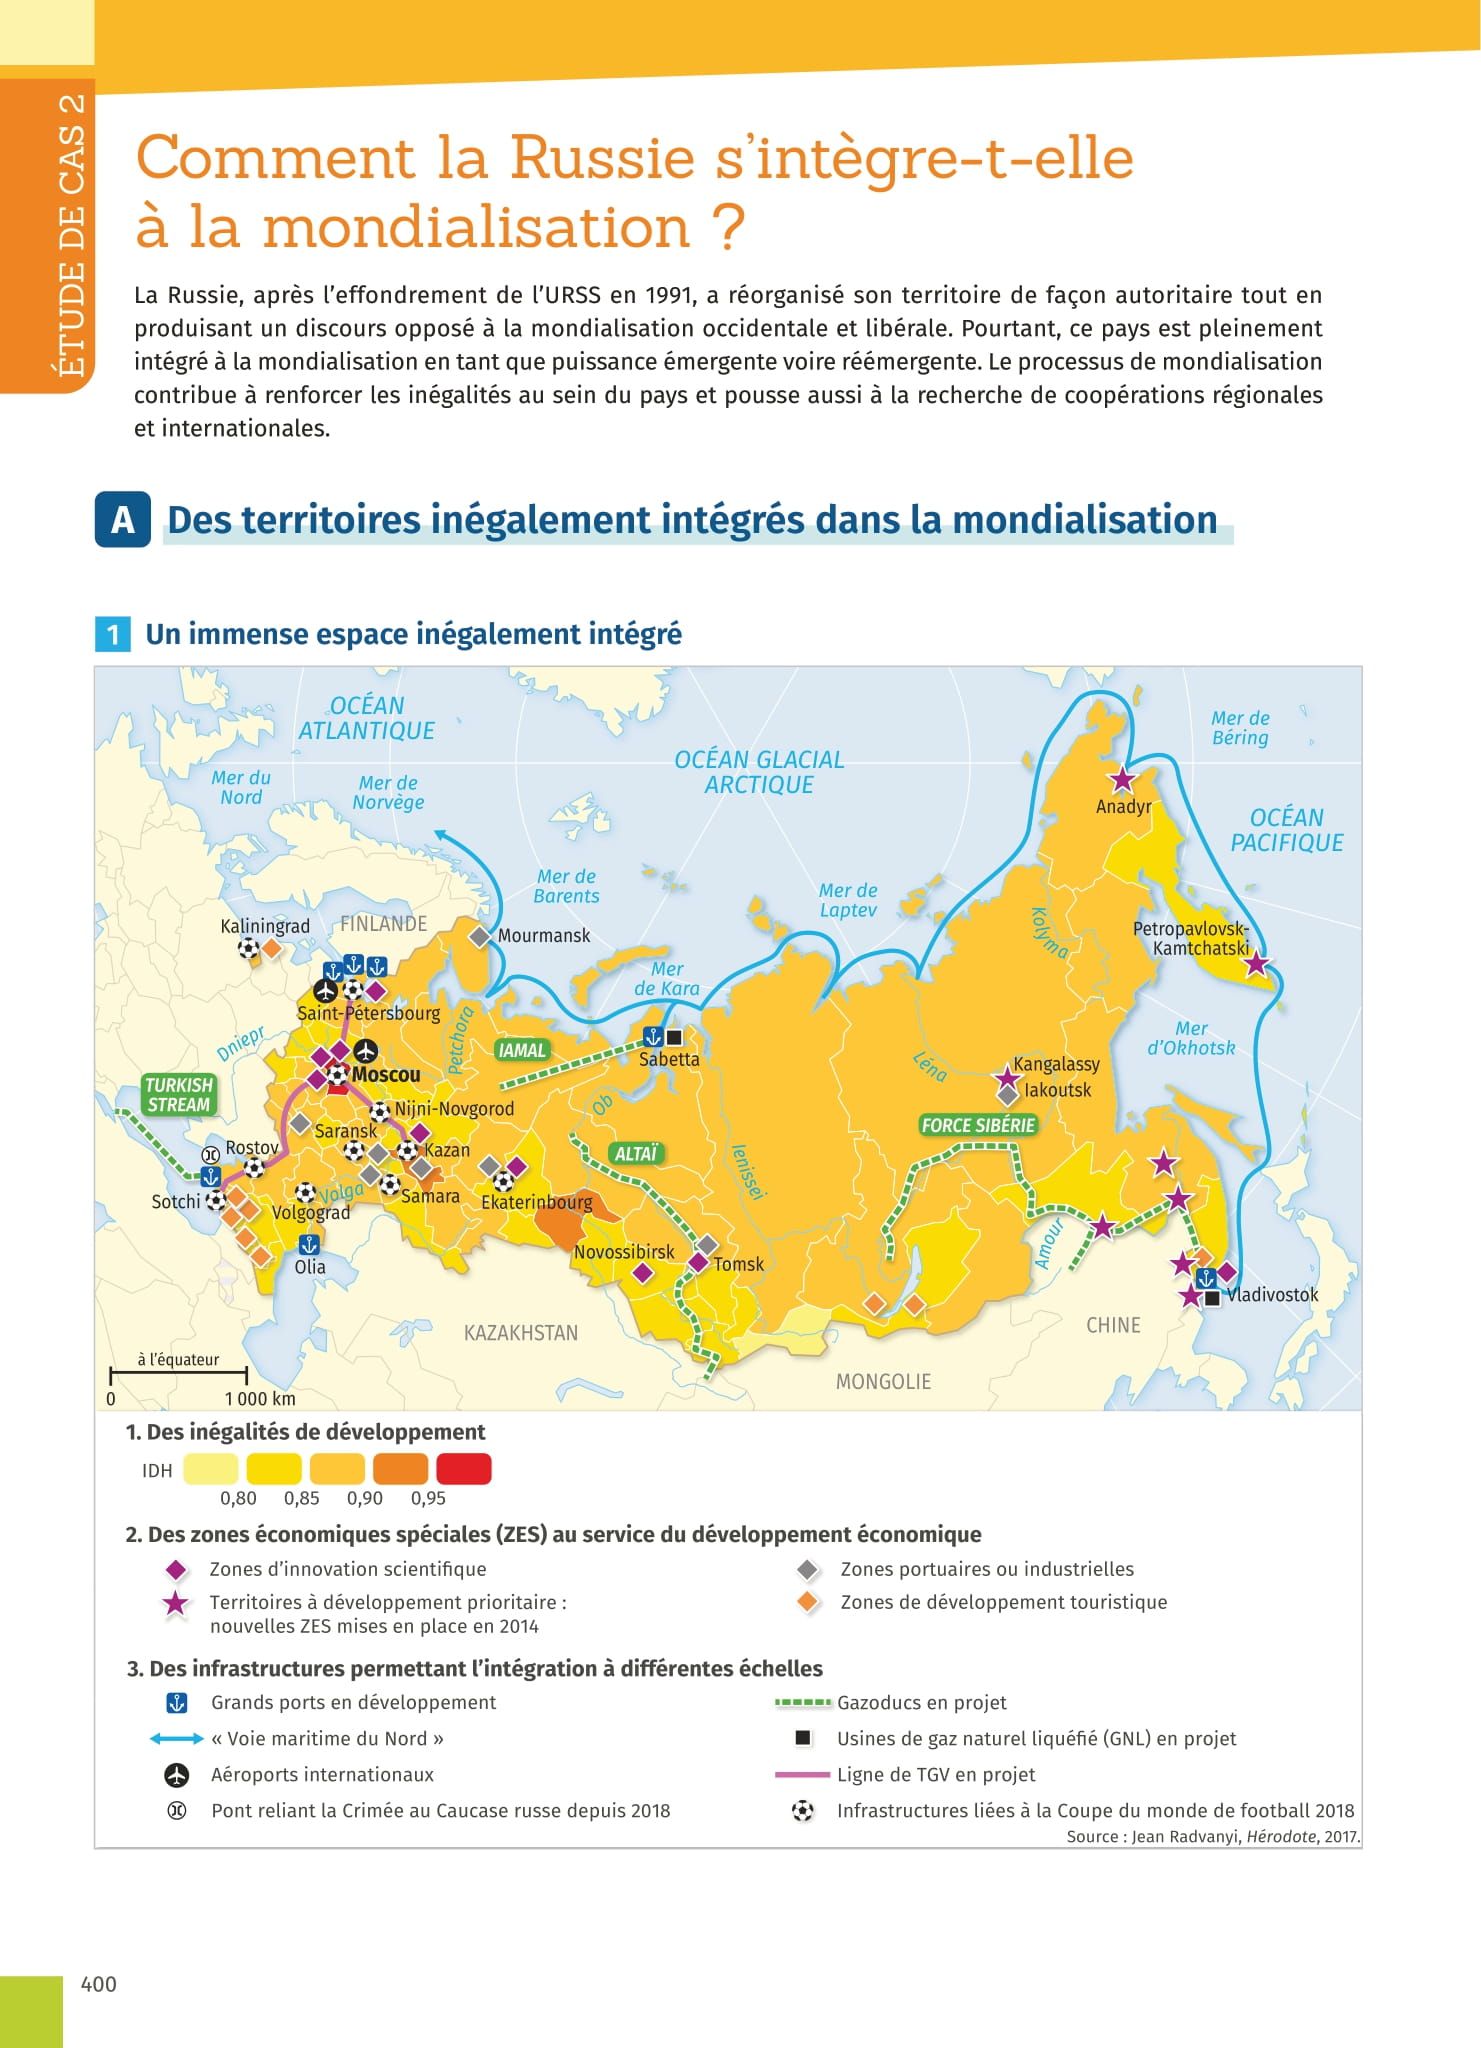 ÉTUDE DE CAS 2
Comment la Russie s'intègre-t-elle
à la mondialisation ?
La Russie, après l'effondrement de l'URSS en 1991, a réorganisé son territoire de façon autoritaire tout en
produisant un discours opposé à la mondialisation occidentale et libérale. Pourtant, ce pays est pleinement
intégré à la mondialisation en tant que puissance émergente voire réémergente. Le processus de mondialisation
contribue à renforcer les inégalités au sein du pays et pousse aussi à la recherche de coopérations régionales
et internationales.
A Des territoires inégalement intégrés dans la mondialisation
1 Un immense espace inégalement intégré
OCÉAN
ATLANTIQUE
Mer de
Béring
OCÉAN GLACIAL
ARCTIQUE
Mer du
Nord
Mer de
Norvège
Anadyr
OCÉAN
PACIFIQUE
Mer de
Barents
Mer de
Laptev
Kaliningrad
FINLANDE
Mourmansk
Kolyma
Petropavlovsk-
Kamtchatski
Mer
de Kara
Saint-Pétersbourg
Dniepr
Petchora
IAMAL
Sabetta
Mer
d'Okhotsk
Léna
Kangalassy
Iakoutsk
Moscou
TURKISH
STREAM
Ob
Nijni-Novgorod
Saransk
FORCE SIBÉRIE
Rostov
Kazan
ALTAÏ
Ienissei
Sotchi
Volga
Samara
Ekaterinbourg
Volgograd
Amour
Novossibirsk
Tomsk
Olia
Vladivostok
KAZAKHSTAN
CHINE
MONGOLIE
à l'équateur
0 1 000 km
1. Des inégalités de développement
IDH
0,80 0,85 0,90 0,95
2. Des zones économiques spéciales (ZES) au service du développement économique
Zones d'innovation scientifique
Zones portuaires ou industrielles
Territoires à développement prioritaire :
nouvelles ZES mises en place en 2014
Zones de développement touristique
3. Des infrastructures permettant l'intégration à différentes échelles
Grands ports en développement
Gazoducs en projet
« Voie maritime du Nord »
Usines de gaz naturel liquéfié (GNL) en projet
Aéroports internationaux
Ligne de TGV en projet
Pont reliant la Crimée au Caucase russe depuis 2018
Infrastructures liées à la Coupe du monde de football 2018
Source : Jean Radvanyi, Hérodote, 2017.
400